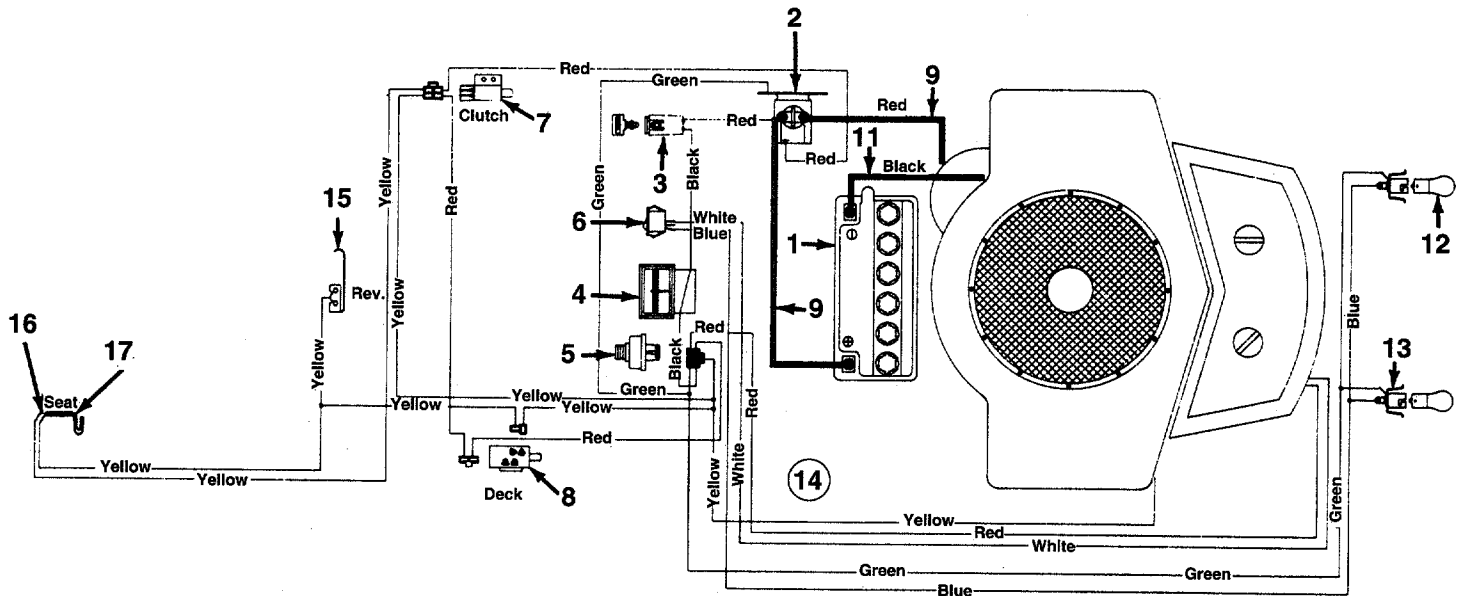 2
Red
Green
9
Red
Clutch
7
Red
11
Black
3
Red
Black
Green
Yellow
Red
15
6
White
Blue
1
12
Rev.
Yellow
4
9
Blue
16
17
Yellow
5
Red
Black
Green
13
Seat
Yellow
Yellow
Yellow
Red
Red
Yellow
Yellow
Deck
8
Yellow
White
14
Green
Yellow
Red
White
Green
Green
Blue